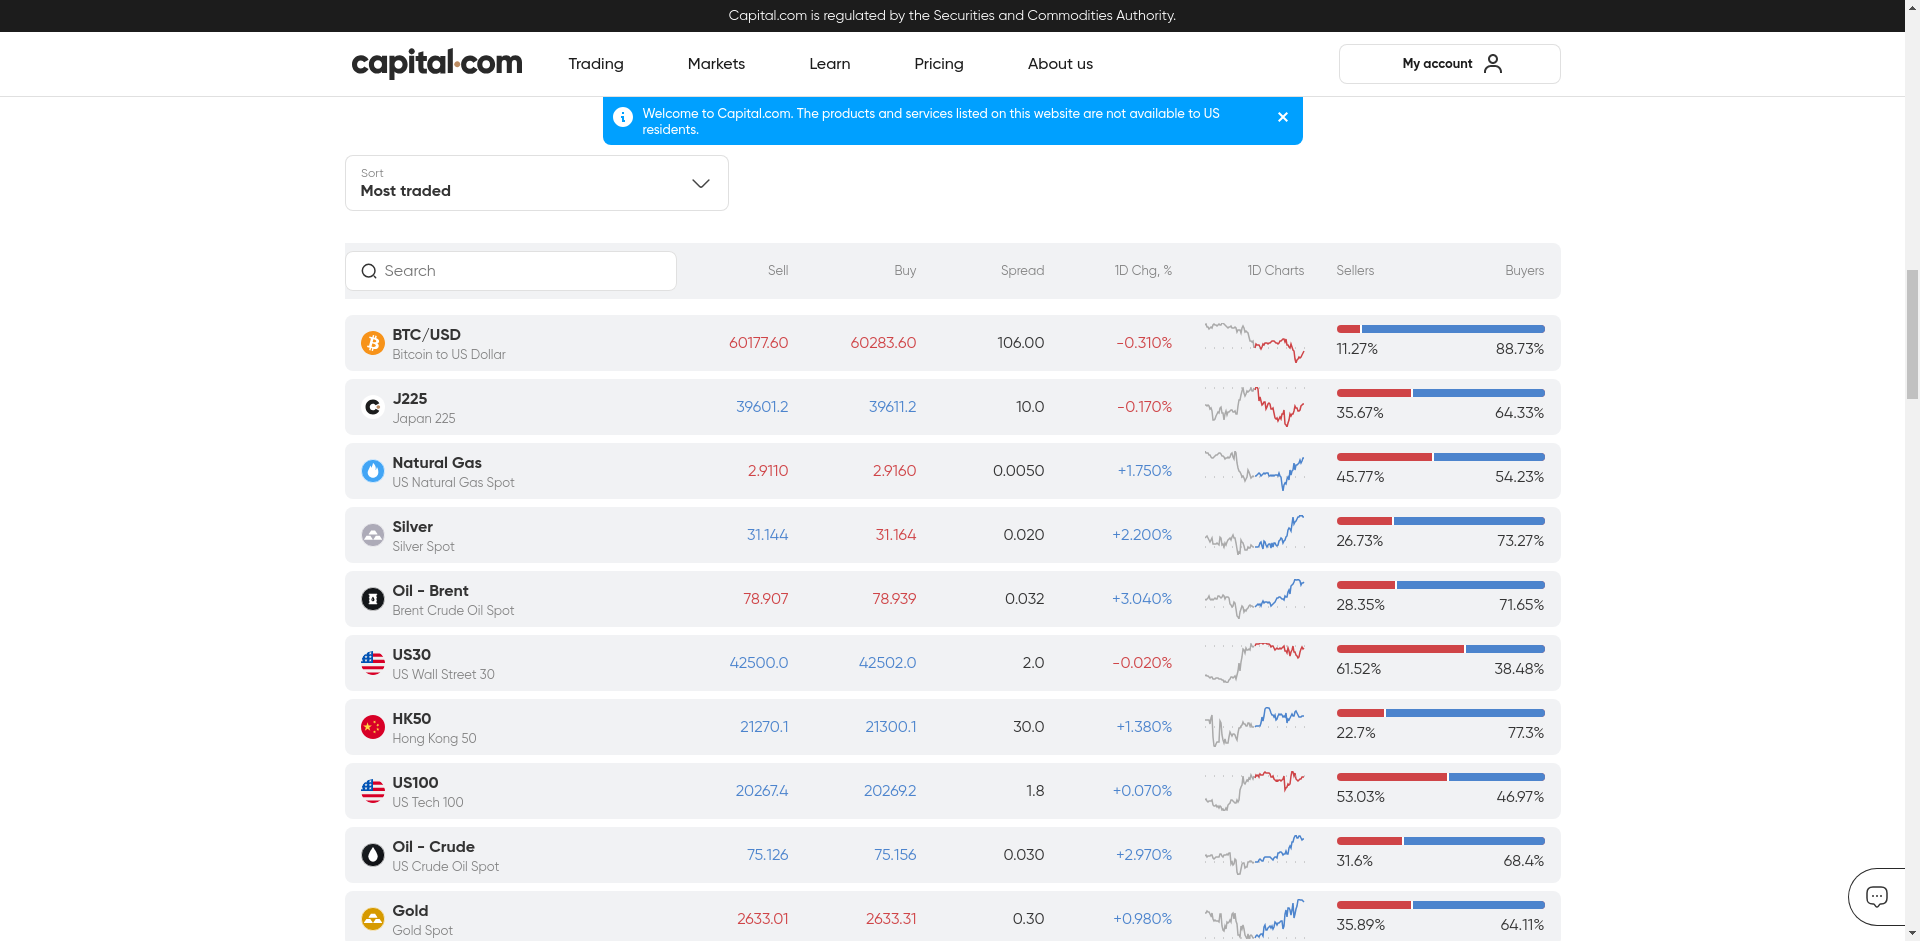 Capital.com is regulated by the Securities and Commodities Authority.
capital.com Trading Markets Learn Pricing About us My account
Welcome to Capital.com. The products and services listed on this website are not available to US
residents.
Sort
Most traded
Search Sell Buy Spread 1D Chg, % 1D Charts Sellers Buyers
BTC/USD
Bitcoin to US Dollar
60177.60 60283.60 106.00 -0.310% 11.27% 88.73%
J225
Japan 225
39601.2 39611.2 10.0 -0.170% 35.67% 64.33%
Natural Gas
US Natural Gas Spot
2.9110 2.9160 0.0050 +1.750% 45.77% 54.23%
Silver
Silver Spot
31.144 31.164 0.020 +2.200% 26.73% 73.27%
Oil - Brent
Brent Crude Oil Spot
78.907 78.939 0.032 +3.040% 28.35% 71.65%
US30
US Wall Street 30
42500.0 42502.0 2.0 -0.020% 61.52% 38.48%
HK50
Hong Kong 50
21270.1 21300.1 30.0 +1.380% 22.7% 77.3%
US100
US Tech 100
20267.4 20269.2 1.8 +0.070% 53.03% 46.97%
Oil - Crude
US Crude Oil Spot
75.126 75.156 0.030 +2.970% 31.6% 68.4%
Gold
Gold Spot
2633.01 2633.31 0.30 +0.980% 35.89% 64.11%